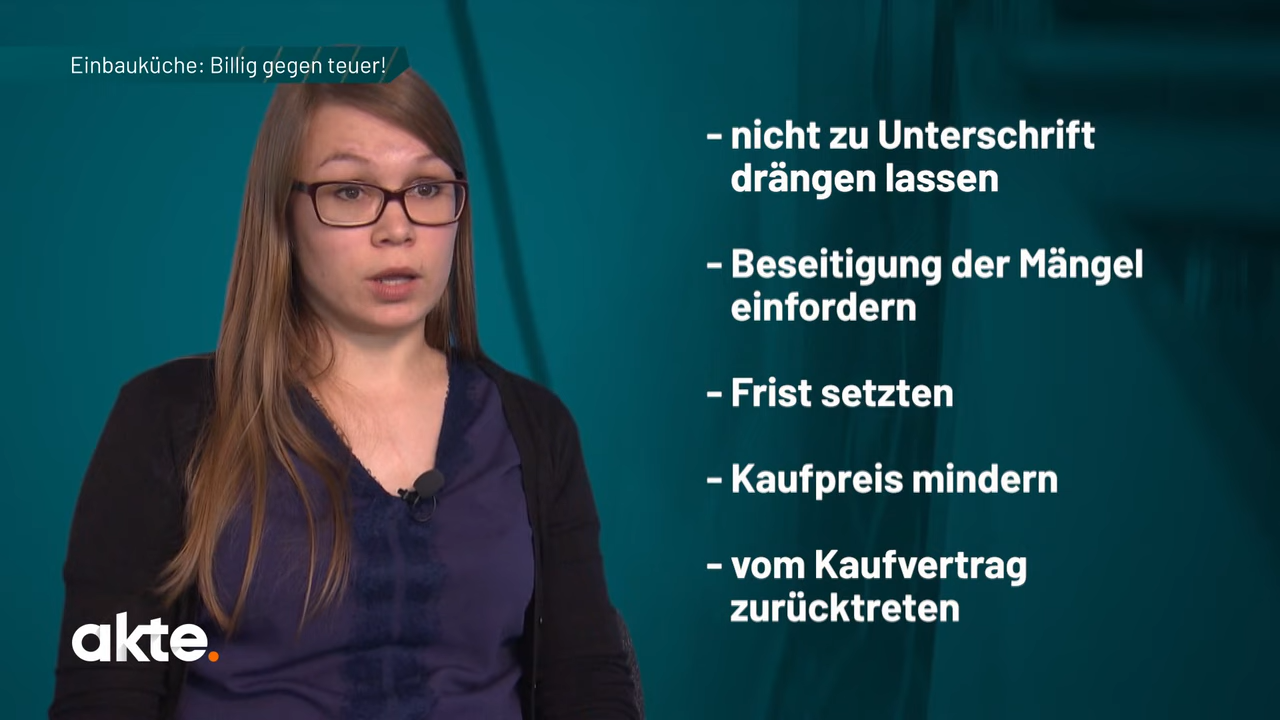 Einbauküche: Billig gegen teuer!
- nicht zu Unterschrift
drängen lassen
- Beseitigung der Mängel
einfordern
- Frist setzten
- Kaufpreis mindern
- vom Kaufvertrag
zurücktreten
akte.